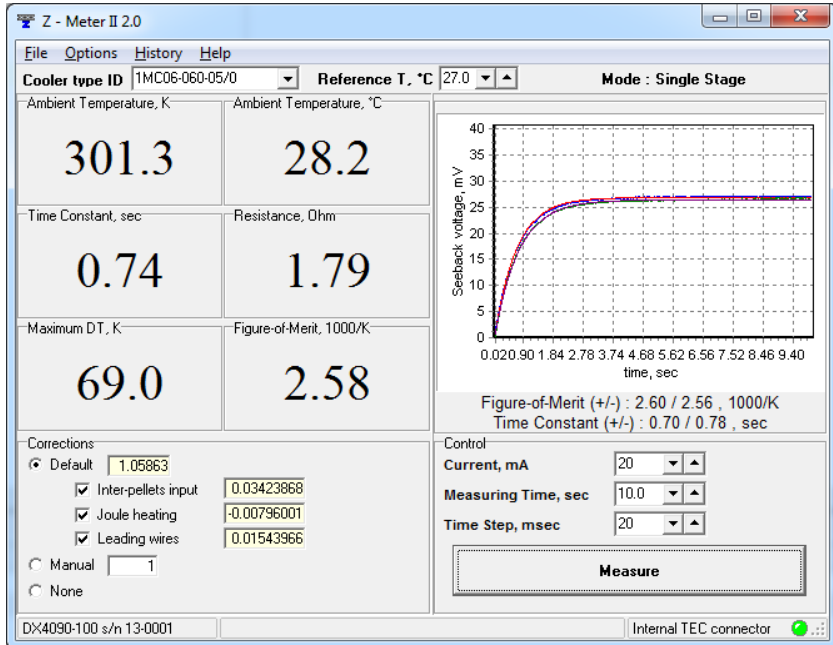 Z - Meter II 2.0
File Options History Help
Cooler type ID 1MC06-060-05/0 Reference T, °C 27.0 Mode : Single Stage
Ambient Temperature, K
301.3
Ambient Temperature, °C
28.2
Time Constant, sec
0.74
Resistance, Ohm
1.79
Maximum DT, K
69.0
Figure-of-Merit, 1000/K
2.58
Seeback voltage, mV
40
35
30
25
20
15
10
5
0
0.02 0.90 1.84 2.78 3.74 4.68 5.62 6.56 7.52 8.46 9.40
time, sec
Figure-of-Merit (+/-) : 2.60 / 2.56 , 1000/K
Time Constant (+/-) : 0.70 / 0.78 , sec
Corrections
Default 1.05863
Inter-pellets input 0.03423868
Joule heating -0.00796001
Leading wires 0.01543966
Manual 1
None
Control
Current, mA 20
Measuring Time, sec 10.0
Time Step, msec 20
Measure
DX4090-100 s/n 13-0001
Internal TEC connector